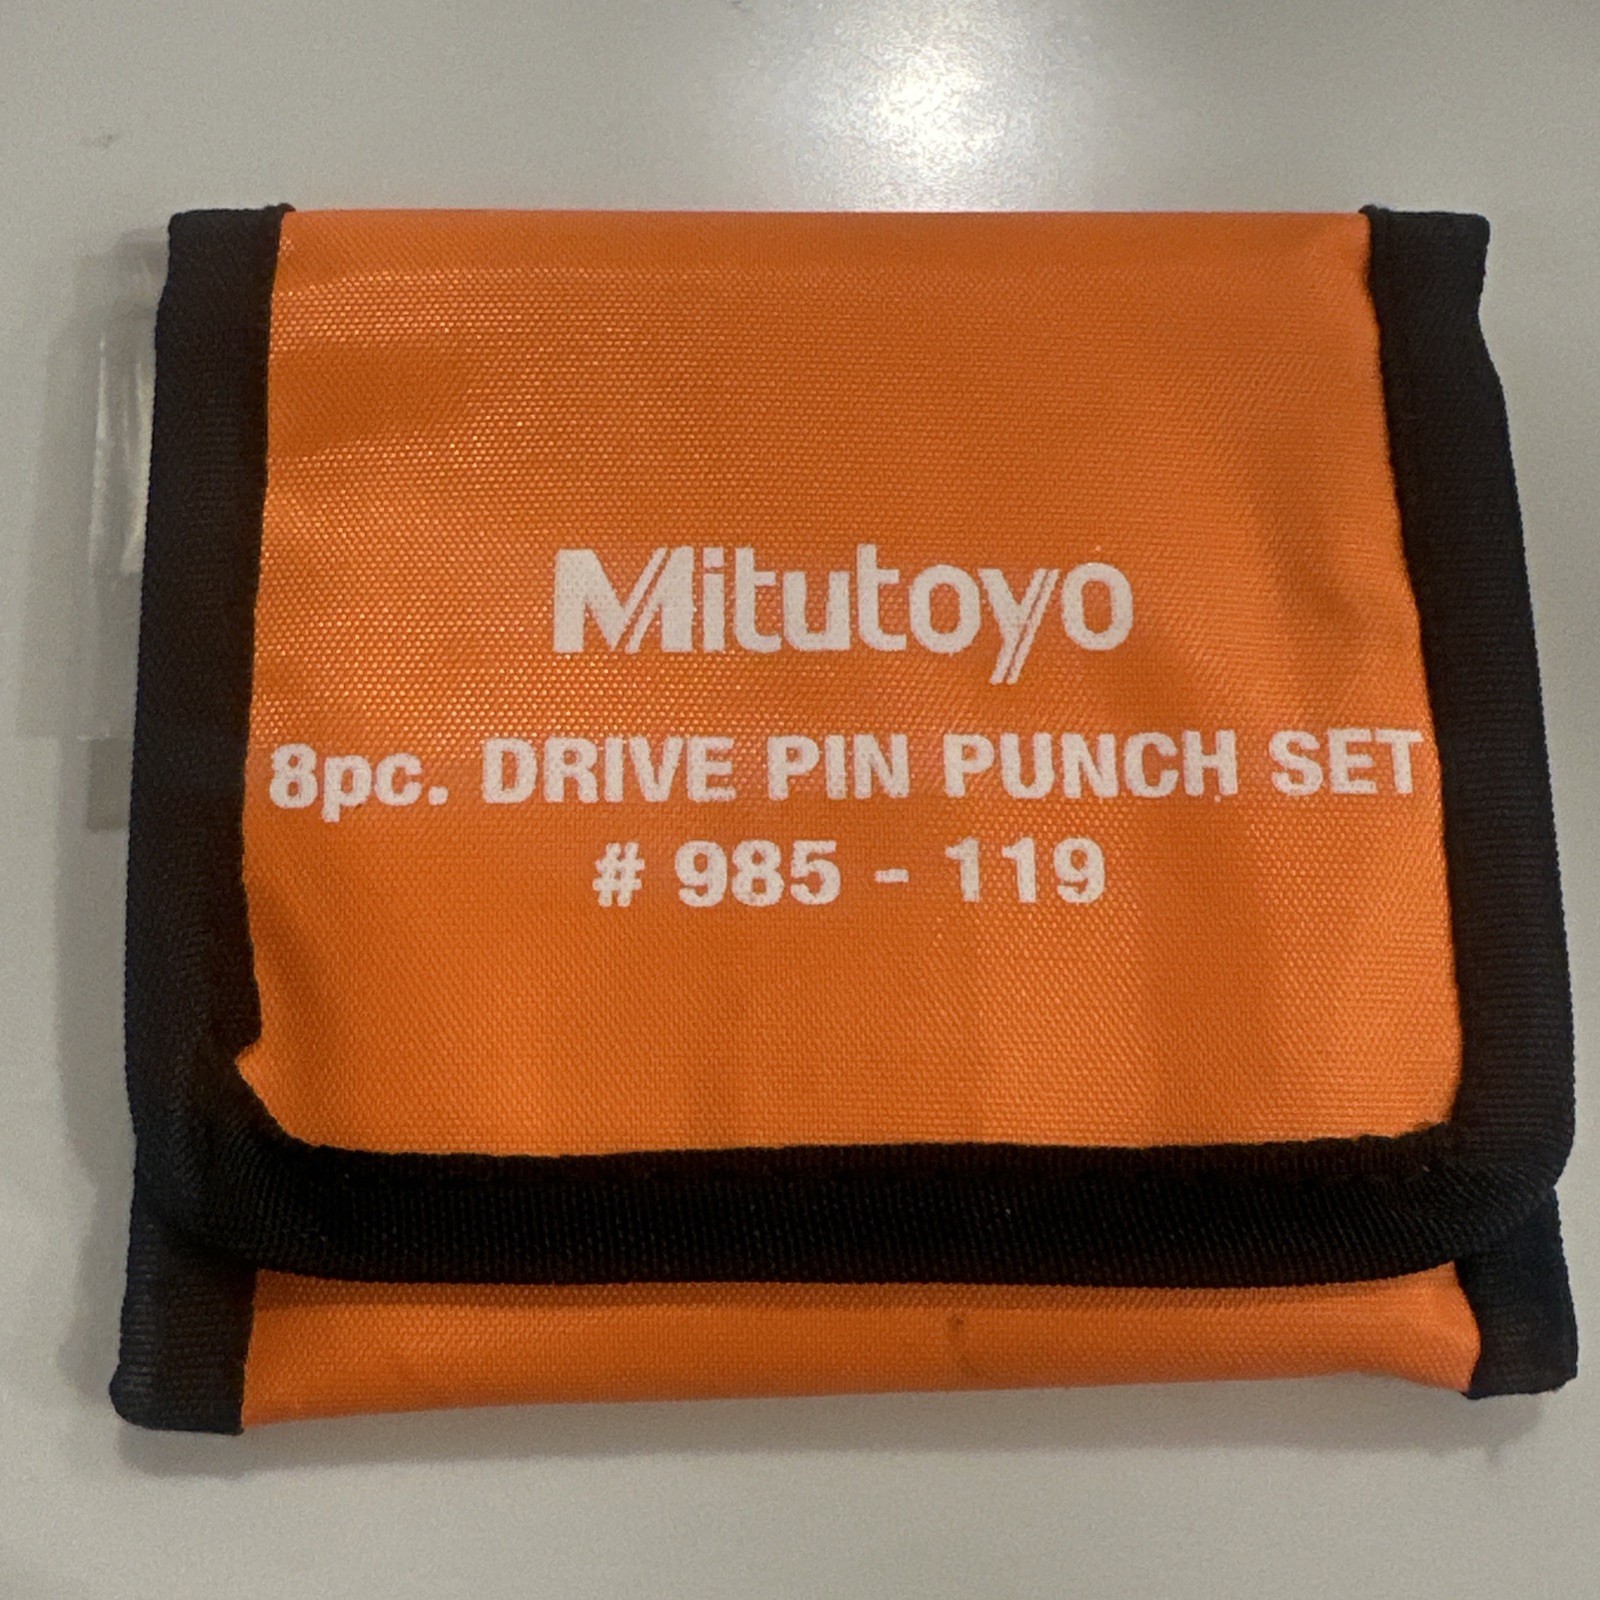 Mitutoyo
8pc. DRIVE PIN PUNCH SET
# 985 - 119